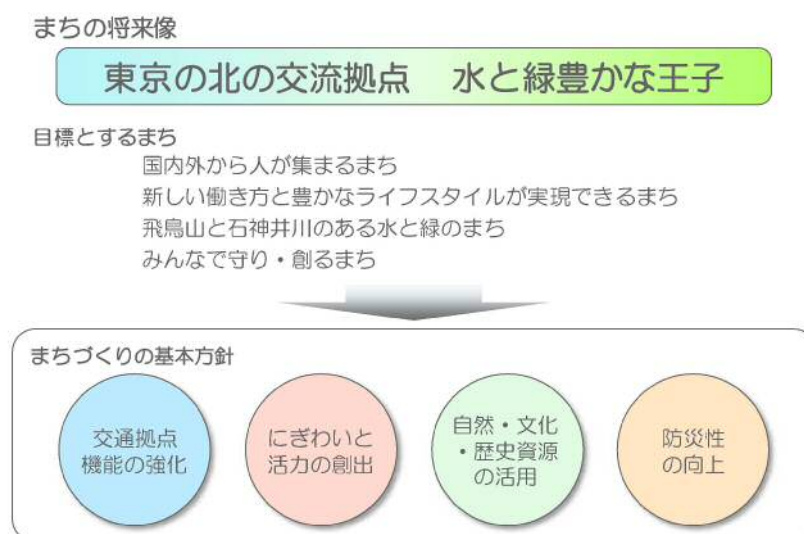 まちの将来像
東京の北の交流拠点　水と緑豊かな王子
目標とするまち
国内外から人が集まるまち
新しい働き方と豊かなライフスタイルが実現できるまち
飛鳥山と石神井川のある水と緑のまち
みんなで守り・創るまち
まちづくりの基本方針
交通拠点
機能の強化
にぎわいと
活力の創出
自然・文化
・歴史資源
の活用
防災性
の向上